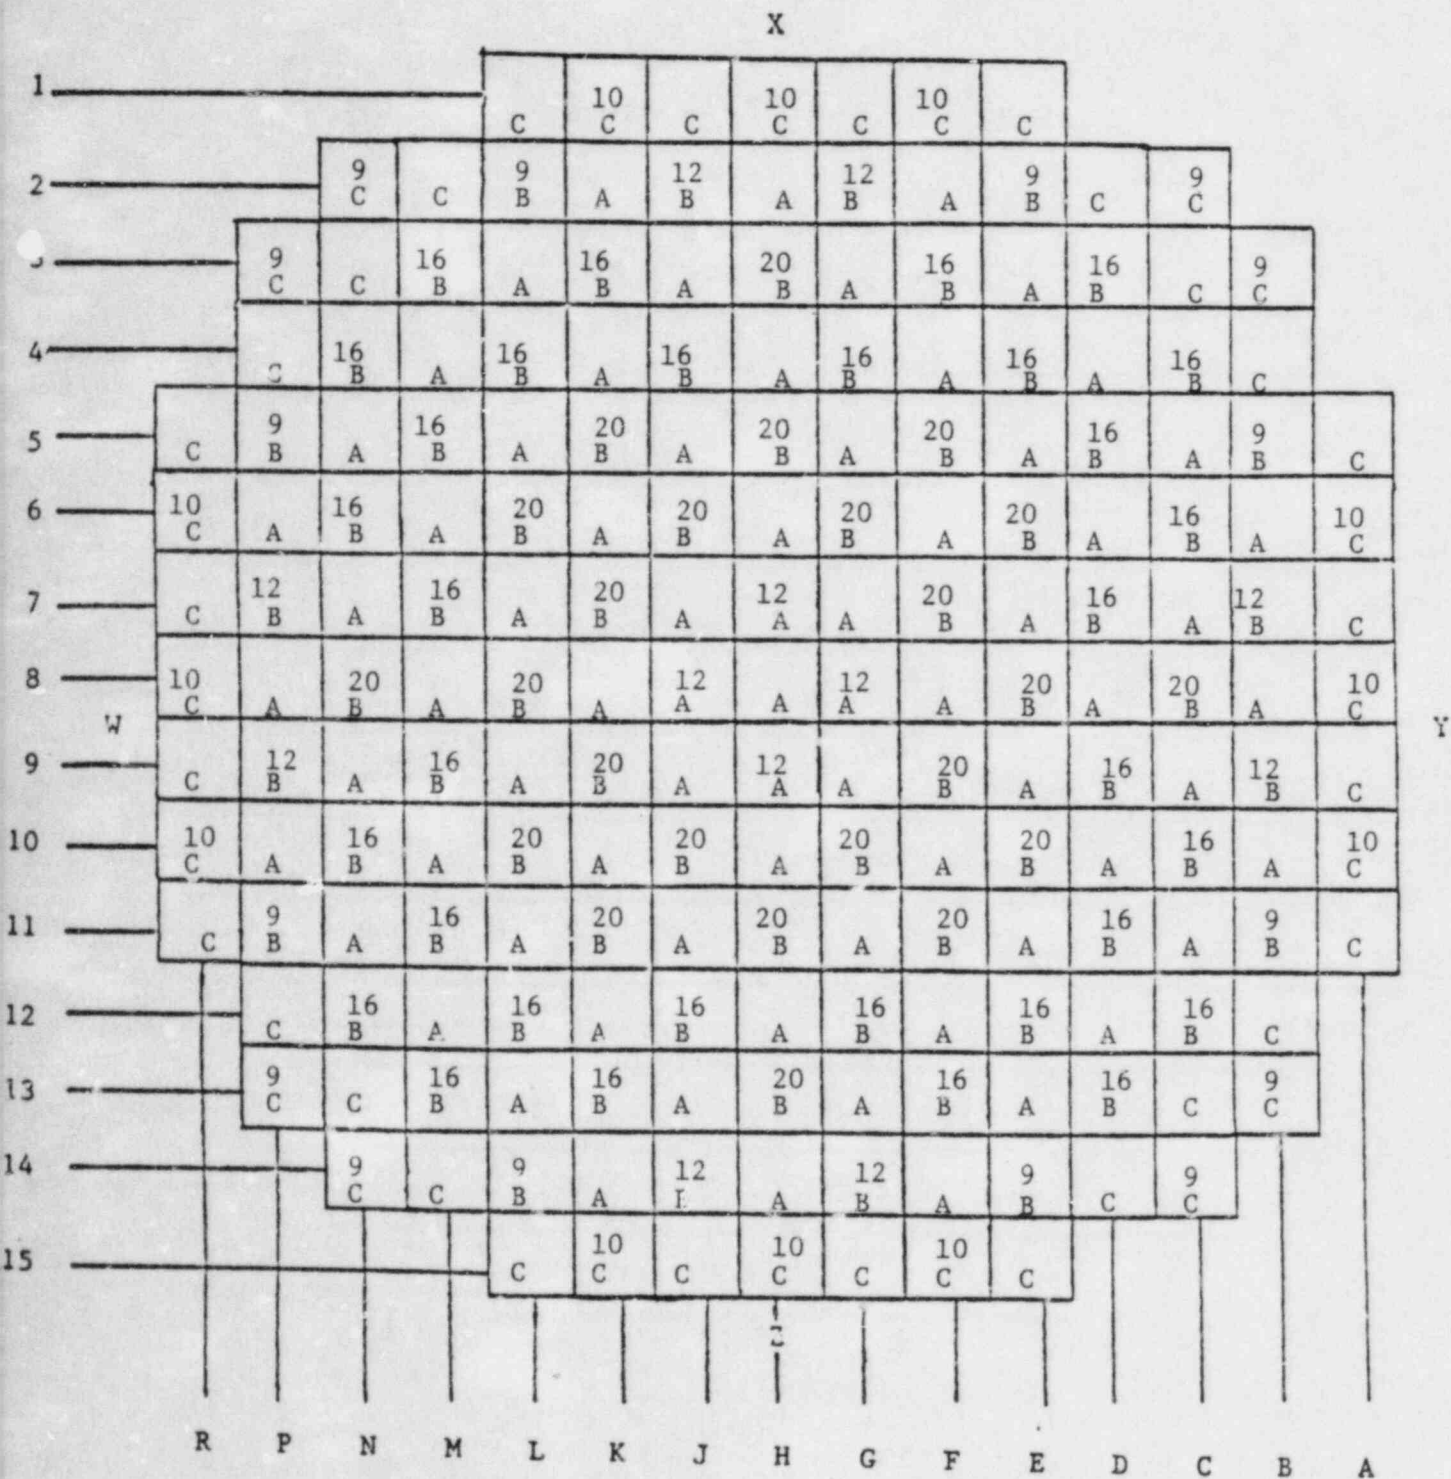 X
1 10 10 10
C C C C C C C
2 9 9 12 12 9 9
C C B A B A B A B C C
9 16 16 20 16 16 9
C C B A B A B A B A B C C
4 16 16 16 16 16 16
B A B A B A B A B A B C
5 9 16 20 20 20 16 9
C B A B A B A B A B A B A B C
6 10 16 20 20 20 20 16 10
C A B A B A B A B A B A B A C
7 12 16 20 12 20 16 12
C B A B A B A A A B A B A B C
8 10 20 20 12 12 20 20 10
C A B A B A A A A A B A B A C
W Y
9 12 16 20 12 20 16 12
C B A B A B A A A B A B A B C
10 10 16 20 20 20 20 16 10
C A B A B A B A B A B A B A C
11 9 16 20 20 20 16 9
C B A B A B A B A B A B A B C
12 16 16 16 16 16 16
C B A B A B A B A B A B C
13 9 16 16 20 16 16 9
C C B A B A B A B A B C C
14 9 9 12 12 9 9
C C B A A B A B C C
15 10 10 10
C C C C C C C
R P N M L K J H G F E D C B A